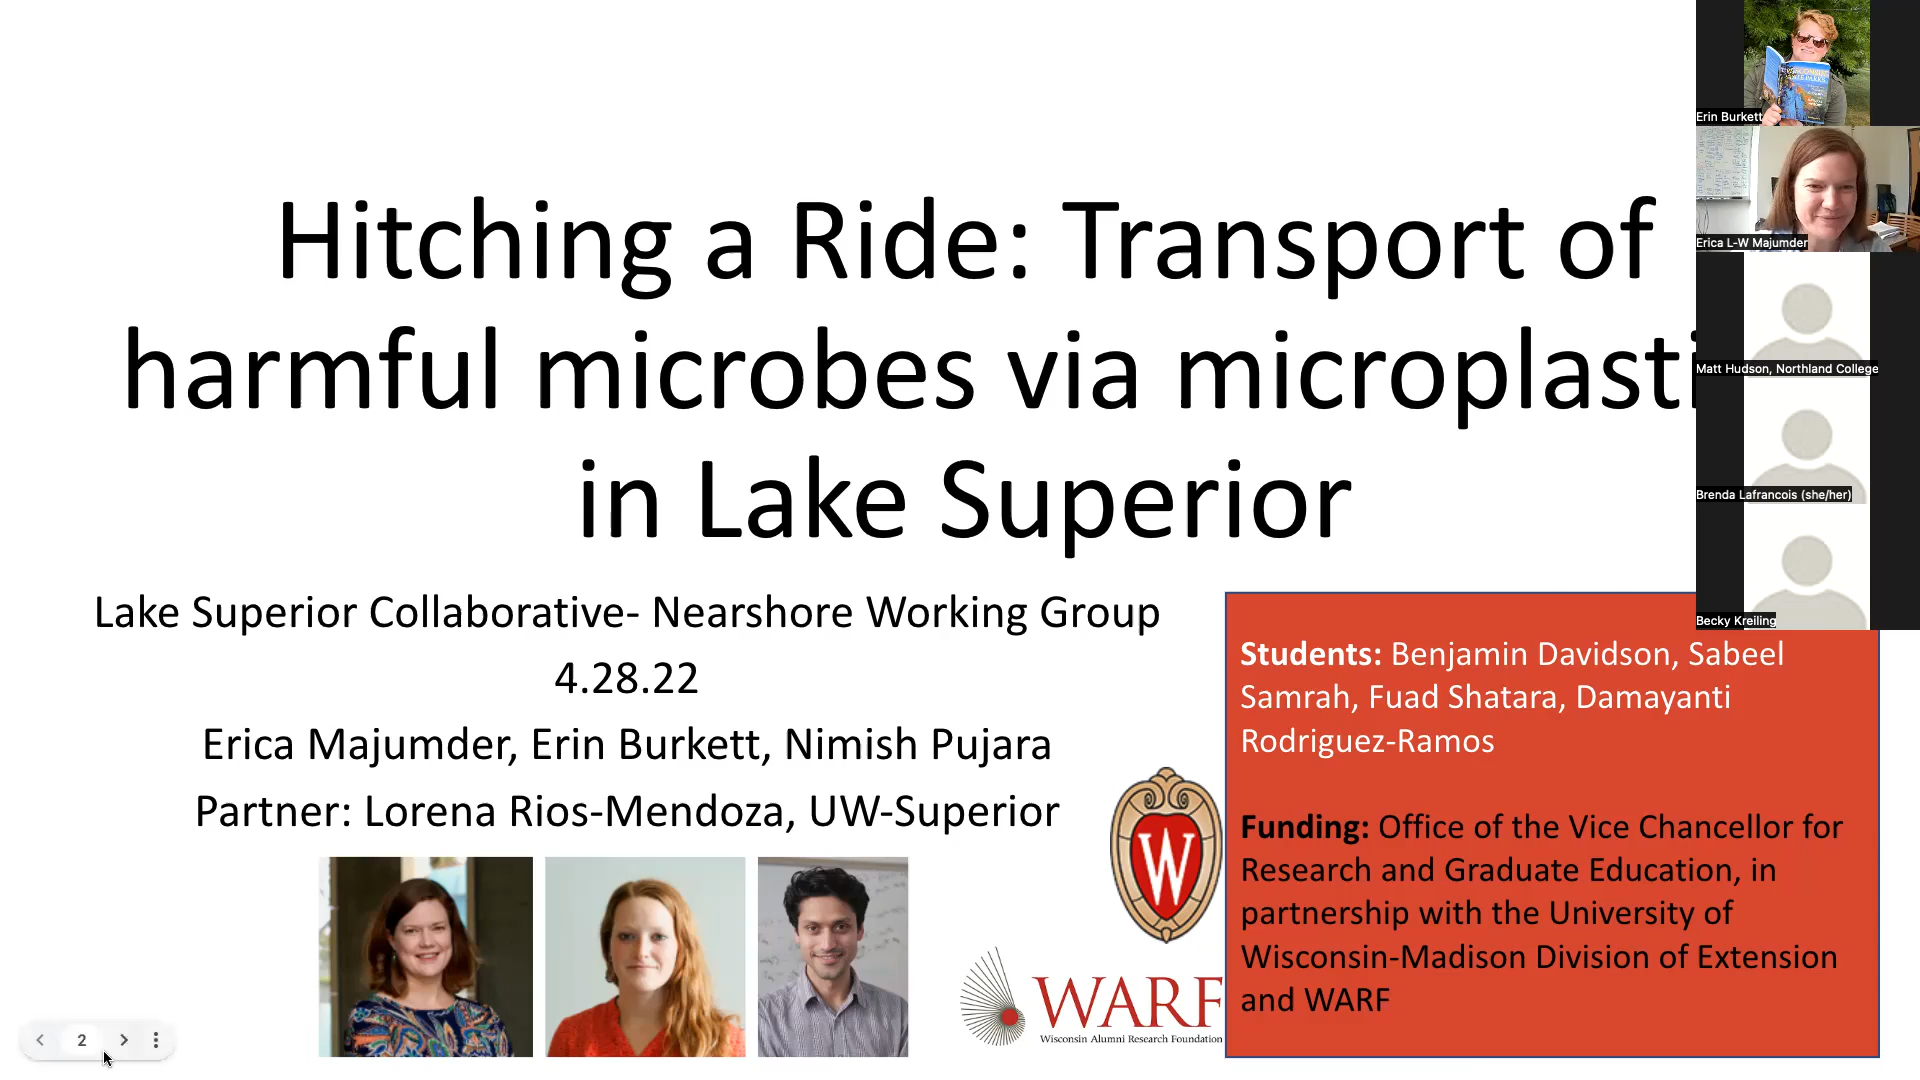 Hitching a Ride: Transport of
harmful microbes via microplasti
in Lake Superior
Lake Superior Collaborative- Nearshore Working Group
4.28.22
Erica Majumder, Erin Burkett, Nimish Pujara
Partner: Lorena Rios-Mendoza, UW-Superior
W
WARF
Wisconsin Alumni Research Foundation
Students: Benjamin Davidson, Sabeel
Samrah, Fuad Shatara, Damayanti
Rodriguez-Ramos
Funding: Office of the Vice Chancellor for
Research and Graduate Education, in
partnership with the University of
Wisconsin-Madison Division of Extension
and WARF
Erin Burkett
Erica L-W Majumder
Matt Hudson, Northland College
Brenda Lafrancois (she/her)
Becky Kreiling
2